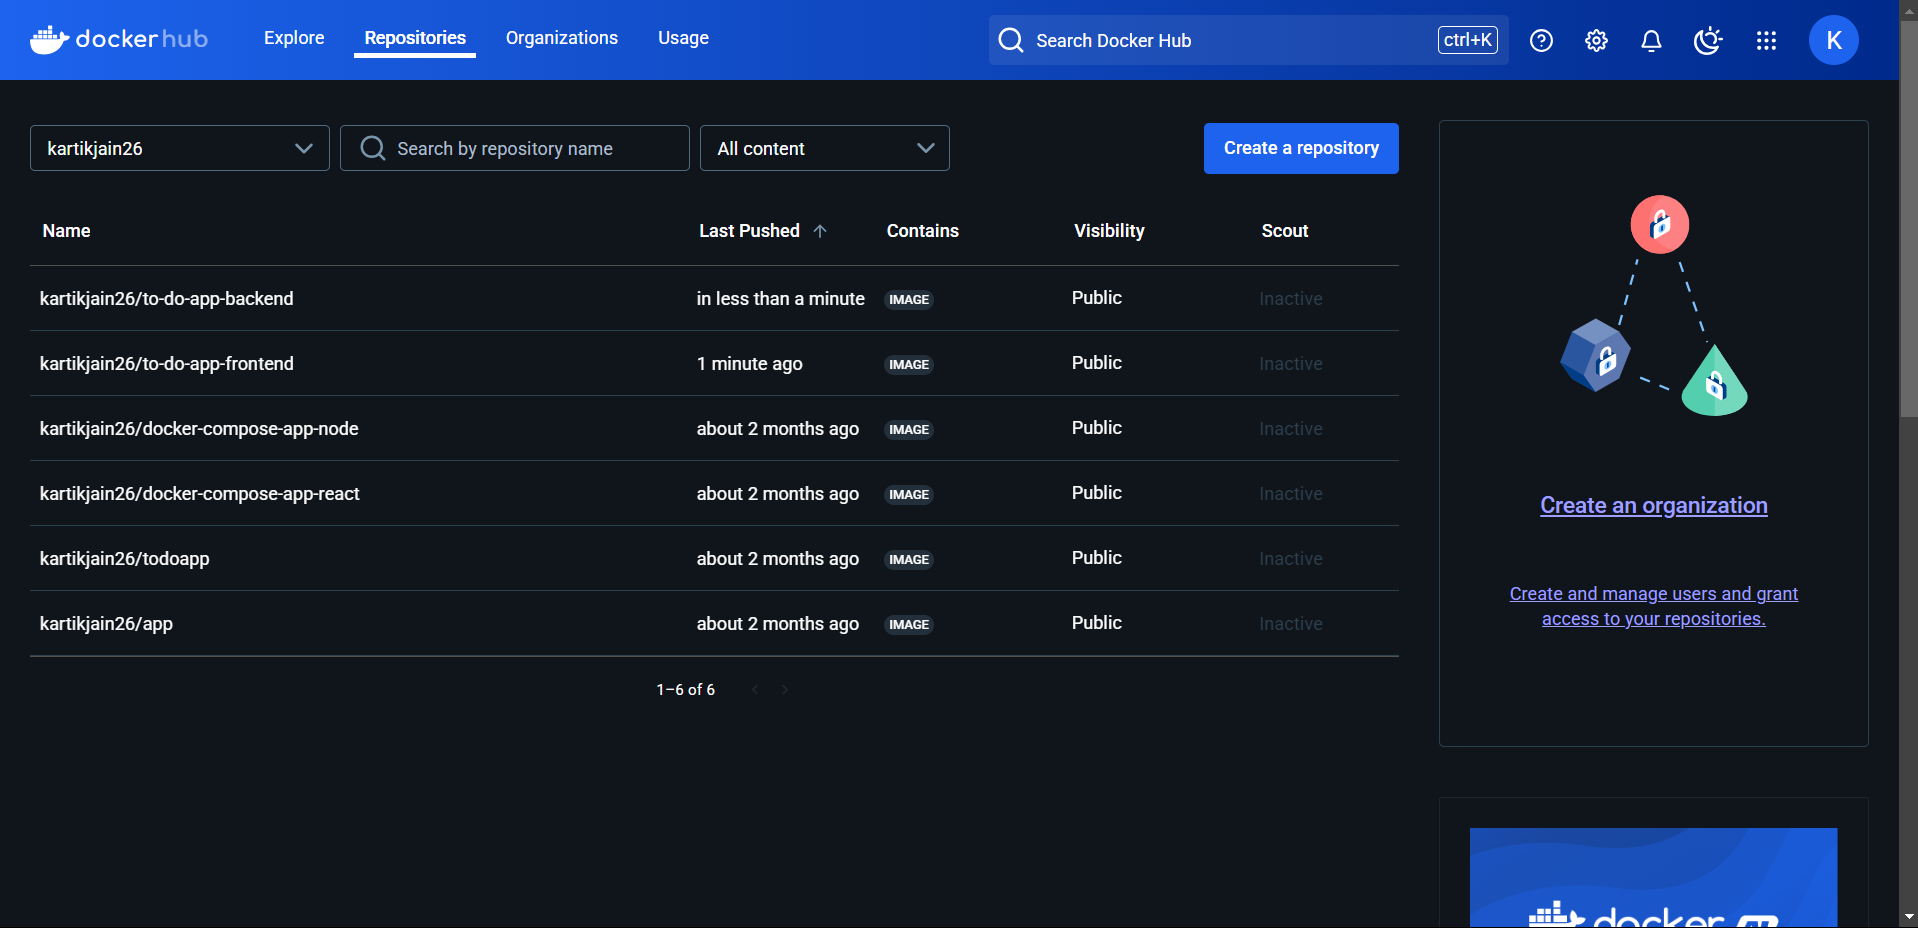 docker hub
Explore
Repositories
Organizations
Usage
Search Docker Hub
ctrl+K
K
kartikjain26
Search by repository name
All content
Create a repository
Name Last Pushed Contains Visibility Scout
kartikjain26/to-do-app-backend in less than a minute IMAGE Public Inactive
kartikjain26/to-do-app-frontend 1 minute ago IMAGE Public Inactive
kartikjain26/docker-compose-app-node about 2 months ago IMAGE Public Inactive
kartikjain26/docker-compose-app-react about 2 months ago IMAGE Public Inactive
kartikjain26/todoapp about 2 months ago IMAGE Public Inactive
kartikjain26/app about 2 months ago IMAGE Public Inactive
1–6 of 6
Create an organization
Create and manage users and grant
access to your repositories.
docker